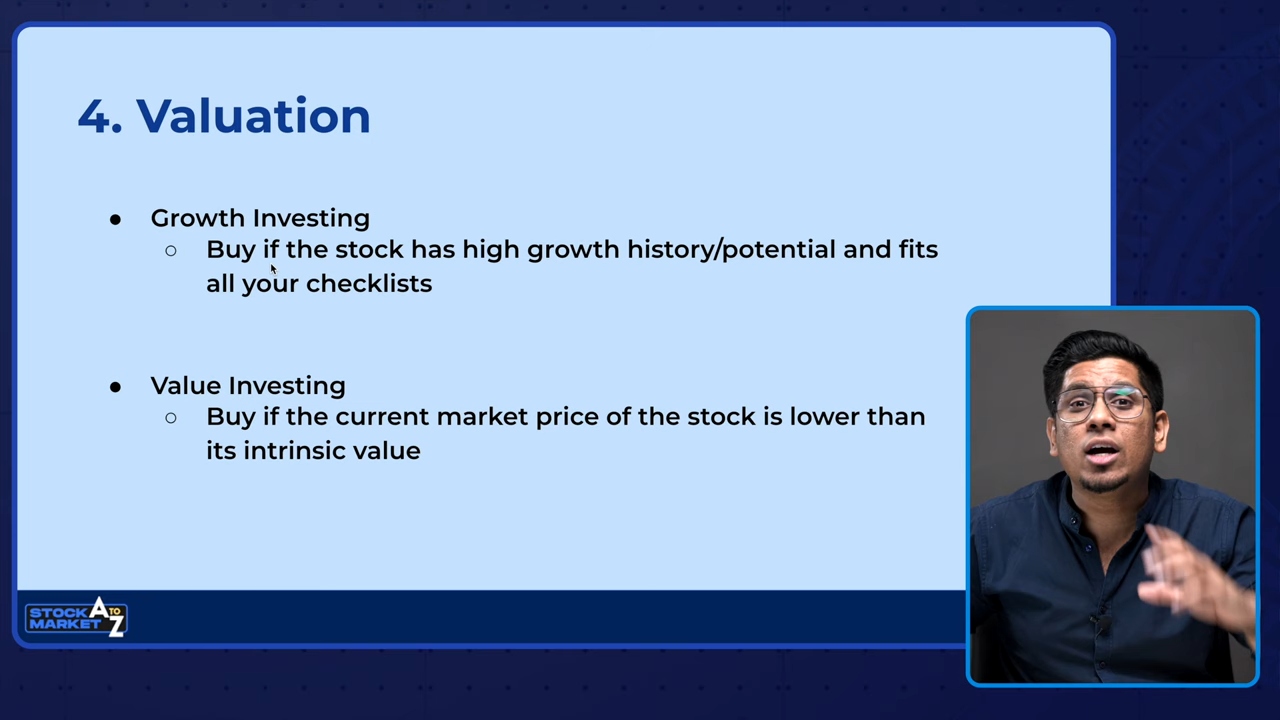 4. Valuation
● Growth Investing
○ Buy if the stock has high growth history/potential and fits
all your checklists
● Value Investing
○ Buy if the current market price of the stock is lower than
its intrinsic value
STOCK A TO
MARKET Z